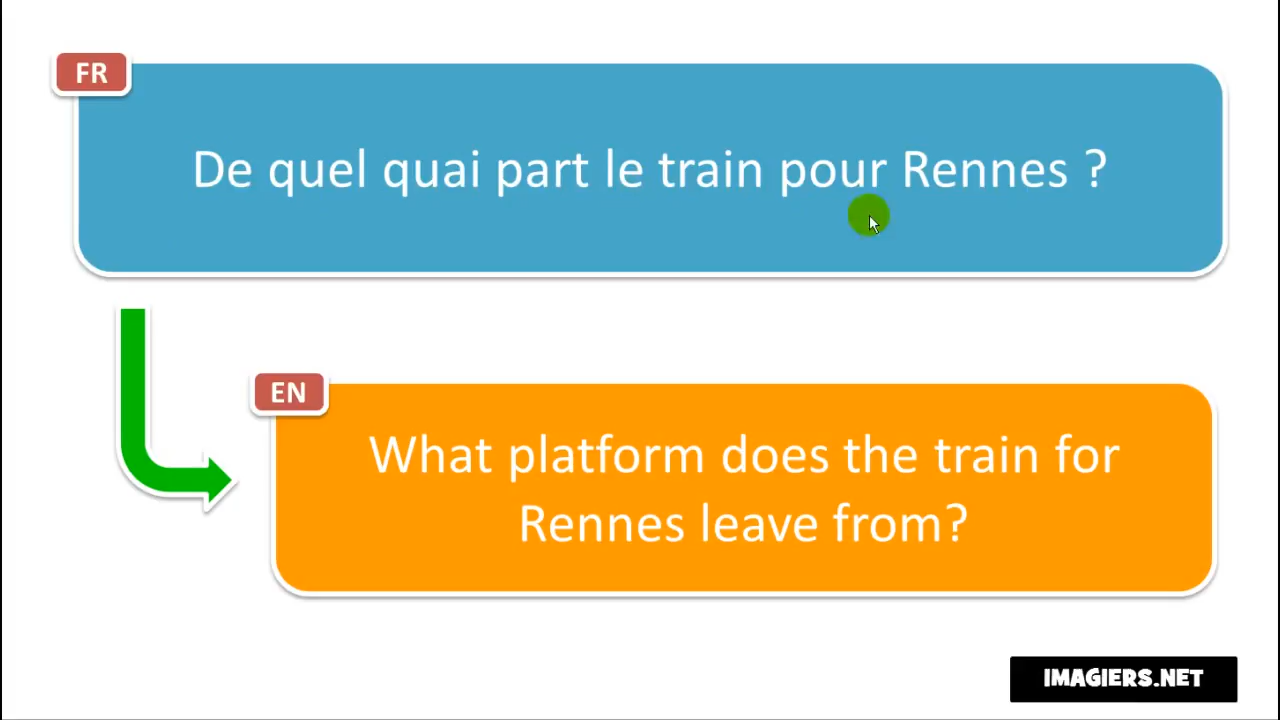 FR
De quel quai part le train pour Rennes ?
EN
What platform does the train for
Rennes leave from?
IMAGIERS.NET